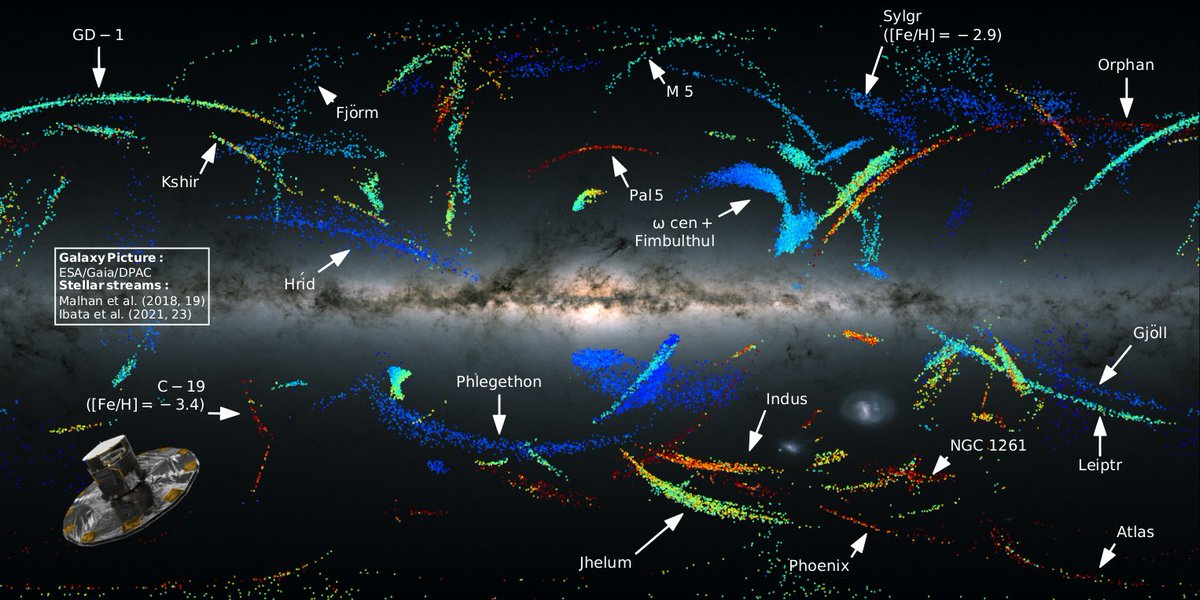 GD − 1
Sylgr
([Fe/H] = − 2.9)
Orphan
M 5
Fjörm
Kshir
Pal 5
ω cen +
Fimbulthul
Hríd
Galaxy Picture :
ESA/Gaia/DPAC
Stellar streams :
Malhan et al. (2018, 19)
Ibata et al. (2021, 23)
Gjöll
C − 19
([Fe/H] = − 3.4)
Phlegethon
Indus
NGC 1261
Leiptr
Atlas
Jhelum
Phoenix